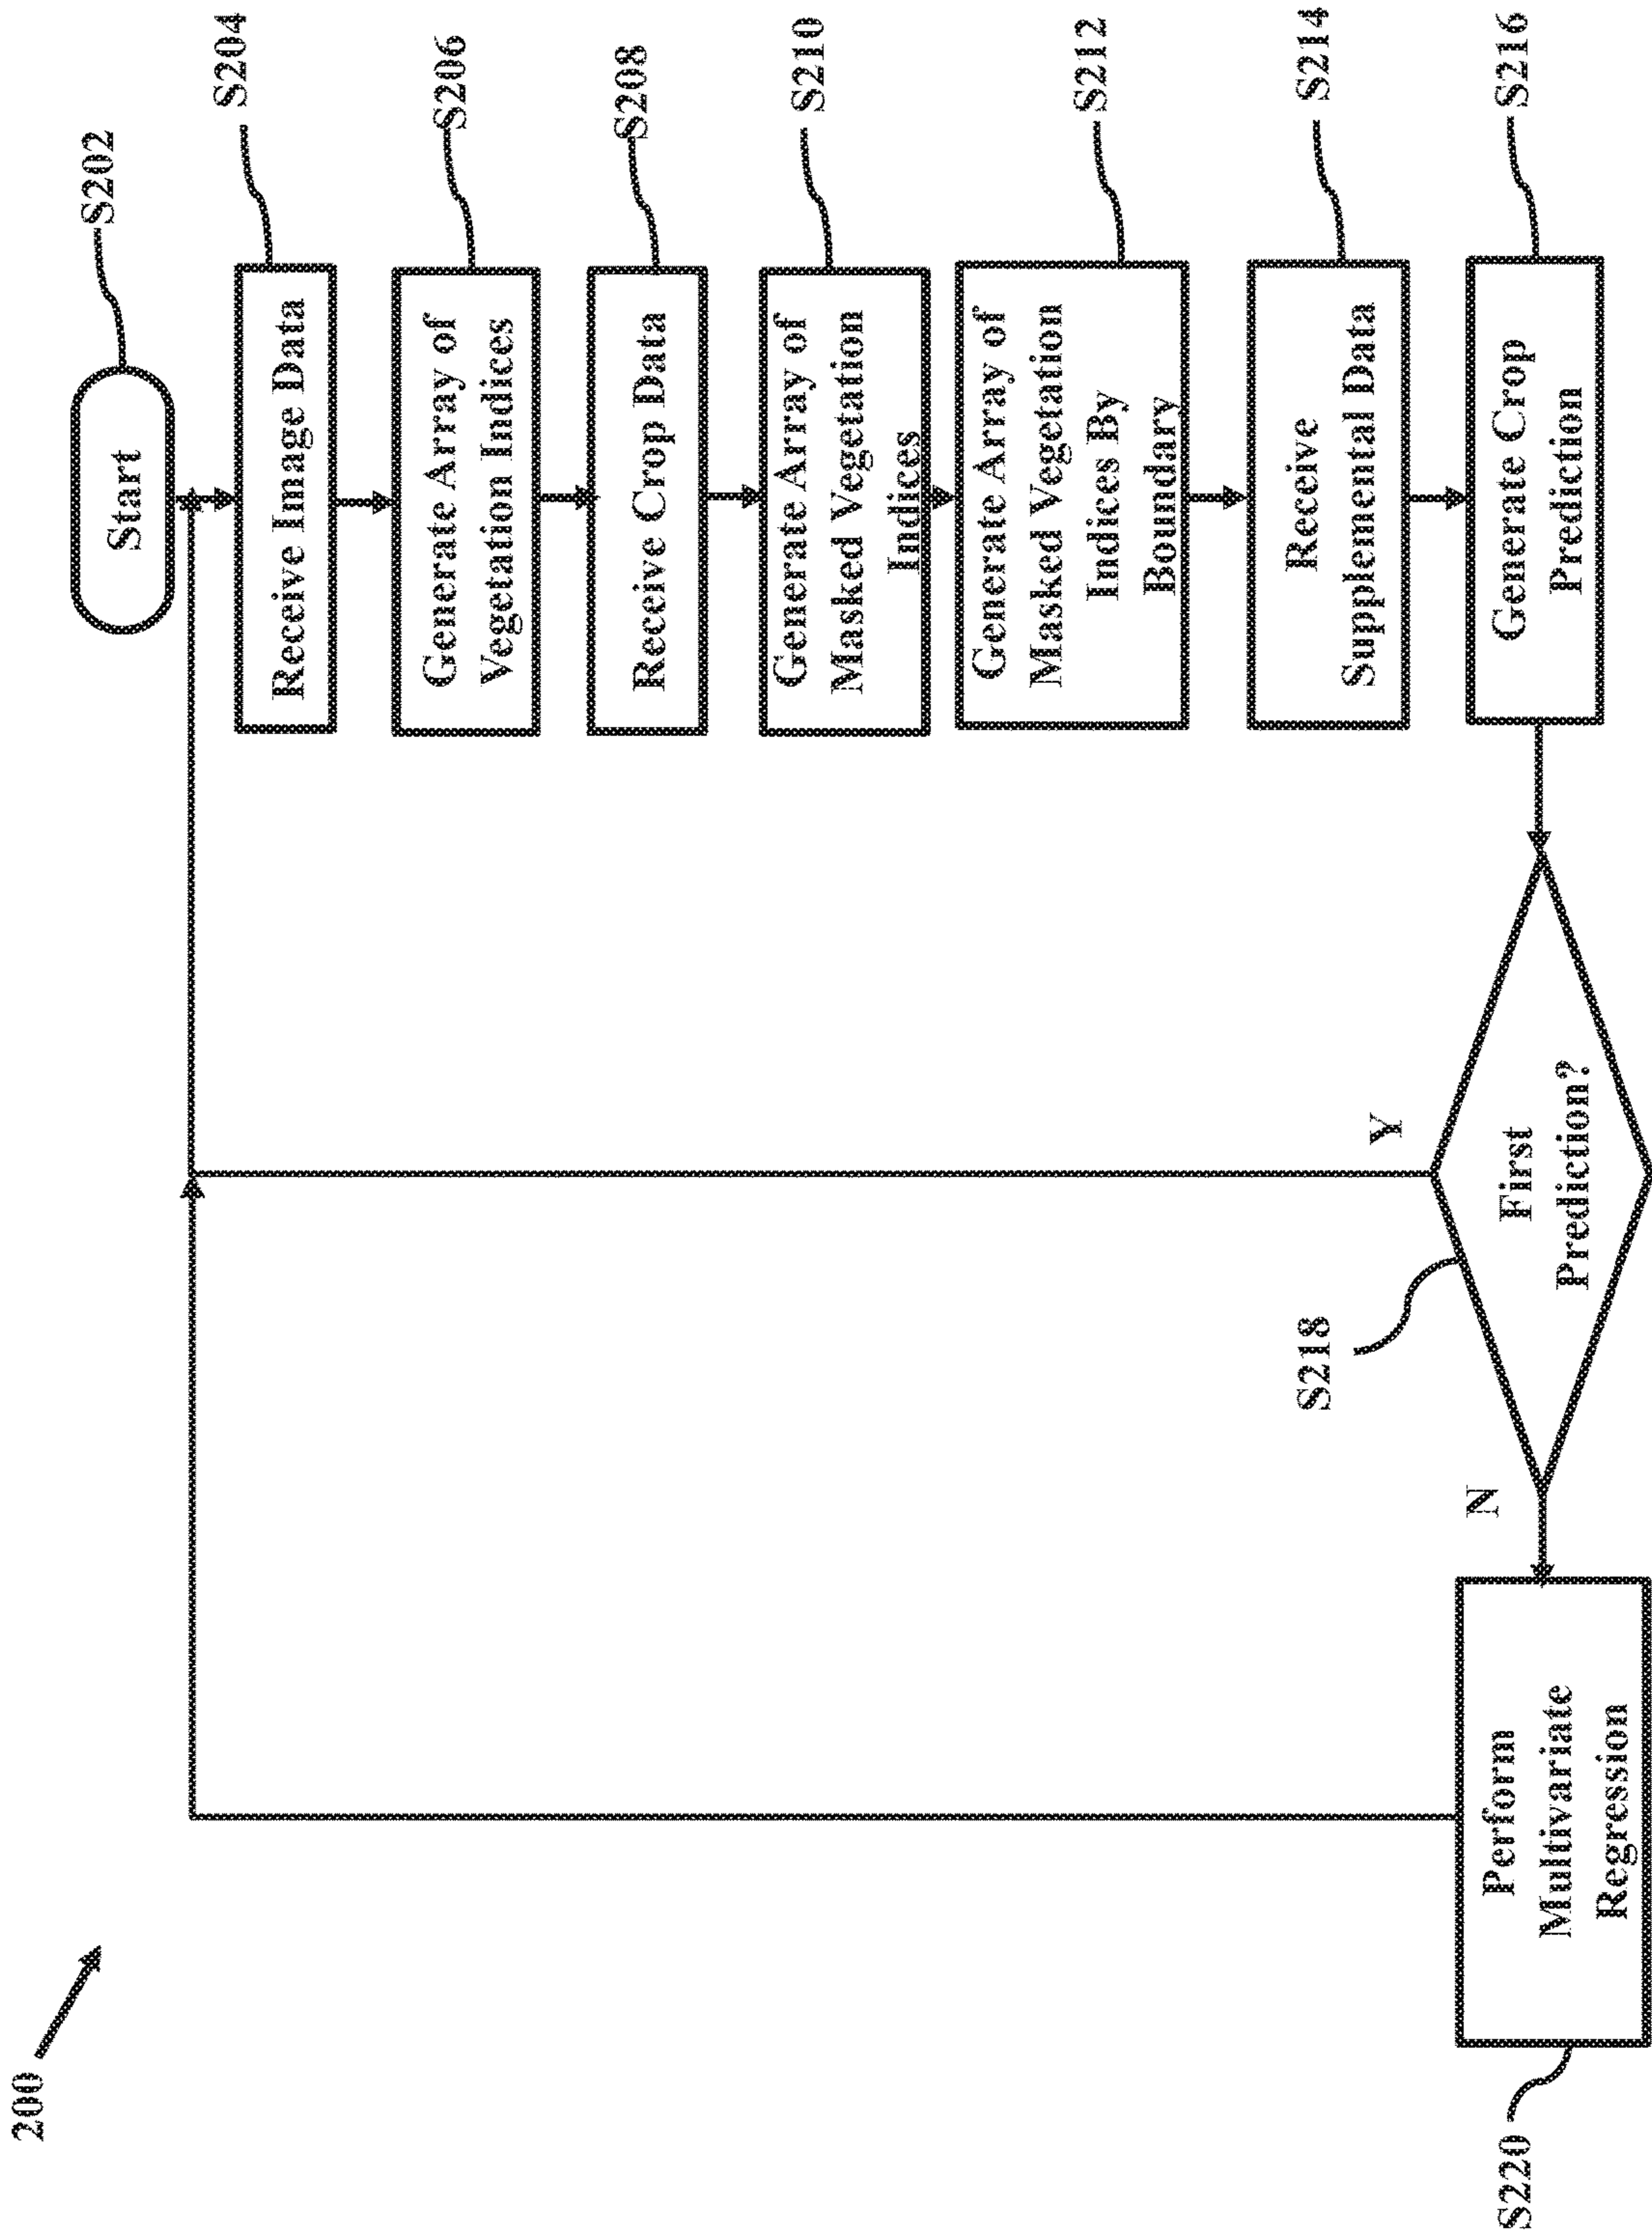 200
Start
S202
Receive Image Data
S204
Generate Array of
Vegetation Indices
S206
Receive Crop Data
S208
Generate Array of
Masked Vegetation
Indices
S210
Generate Array of
Masked Vegetation
Indices By
Boundary
S212
Receive
Supplemental Data
S214
Generate Crop
Prediction
S216
First
Prediction?
S218
Y
N
Perform
Multivariate
Regression
S220